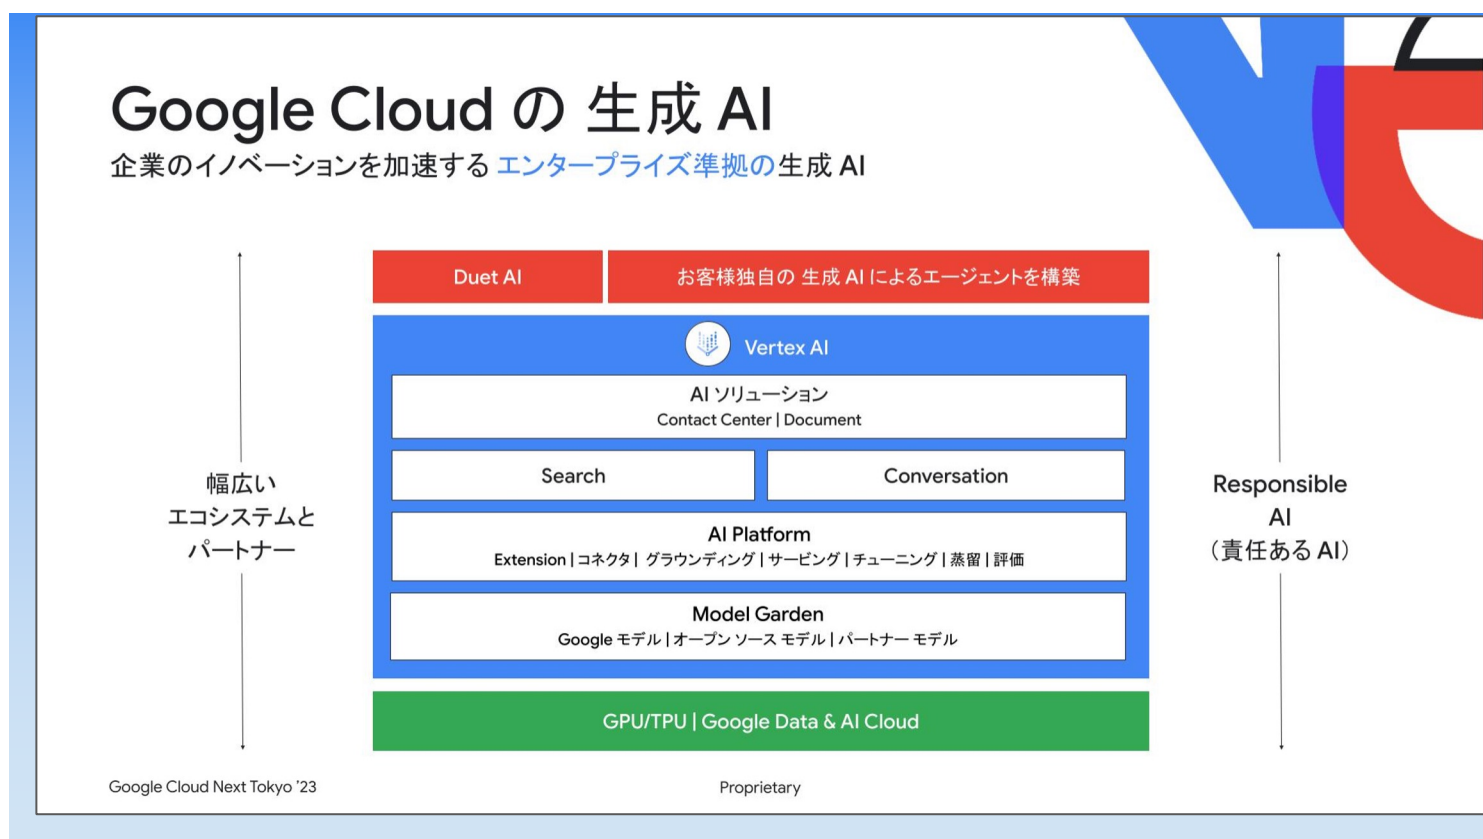 Google Cloud の 生成 AI
企業のイノベーションを加速する エンタープライズ準拠の生成 AI
Duet AI
お客様独自の 生成 AI によるエージェントを構築
Vertex AI
AI ソリューション
Contact Center | Document
Search
Conversation
AI Platform
Extension | コネクタ | グラウンディング | サービング | チューニング | 蒸留 | 評価
Model Garden
Google モデル | オープン ソース モデル | パートナー モデル
GPU/TPU | Google Data & AI Cloud
幅広い
エコシステムと
パートナー
Responsible
AI
（責任ある AI）
Google Cloud Next Tokyo ’23
Proprietary